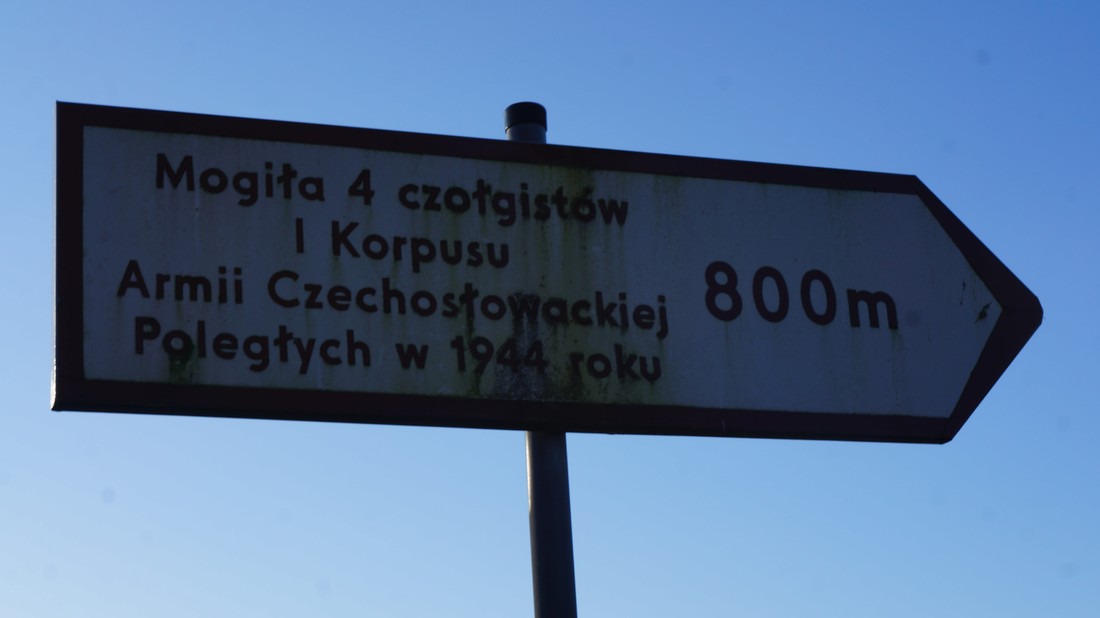 Mogiła 4 czołgistów
I Korpusu
Armii Czechosłowackiej
Poległych w 1944 roku
800m